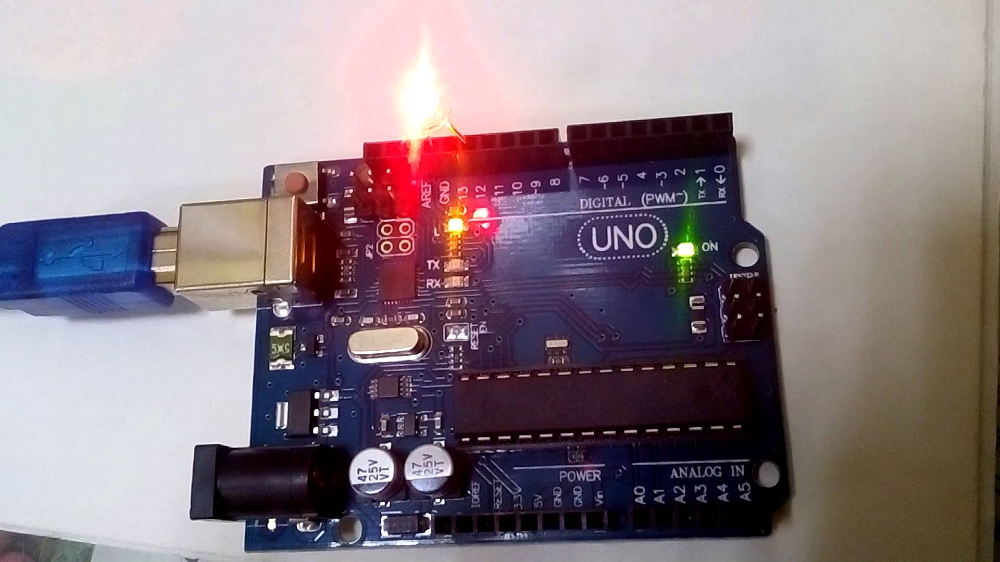 AREF
GND
13
12
11
10
~9
8
7
~6
~5
4
~3
2
TX→1
RX←0
DIGITAL (PWM~)
UNO
ON
L
TX
RX
JP2
RESET
EN
47
25V
VT
47
25V
VT
POWER
ANALOG IN
IOREF
RESET
3.3V
5V
GND
GND
Vin
A0
A1
A2
A3
A4
A5